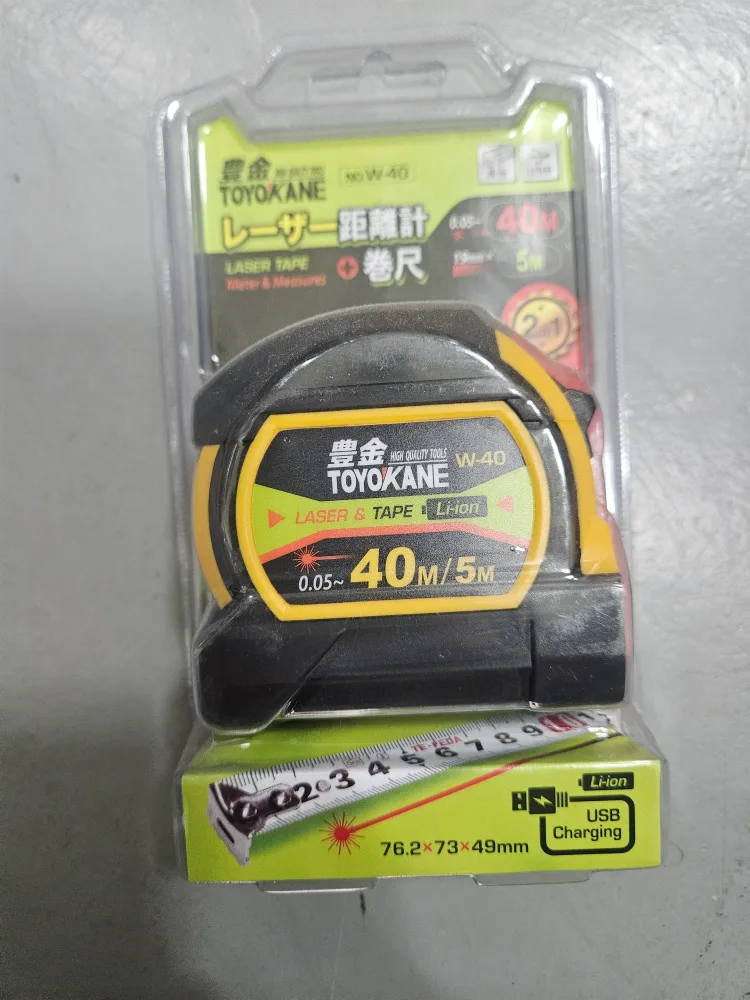 豊金
TOYOKANE
NO.W-40
レーザー距離計
LASER TAPE
Meter & Measures
+ 巻尺
0.05~ 40M
19mm 5M
2in1
豊金 HIGH QUALITY TOOLS
TOYOKANE
W-40
LASER & TAPE Li-ion
0.05~ 40M/5M
2 3 4 5 6 7 8 9
Li-ion
USB
Charging
76.2×73×49mm